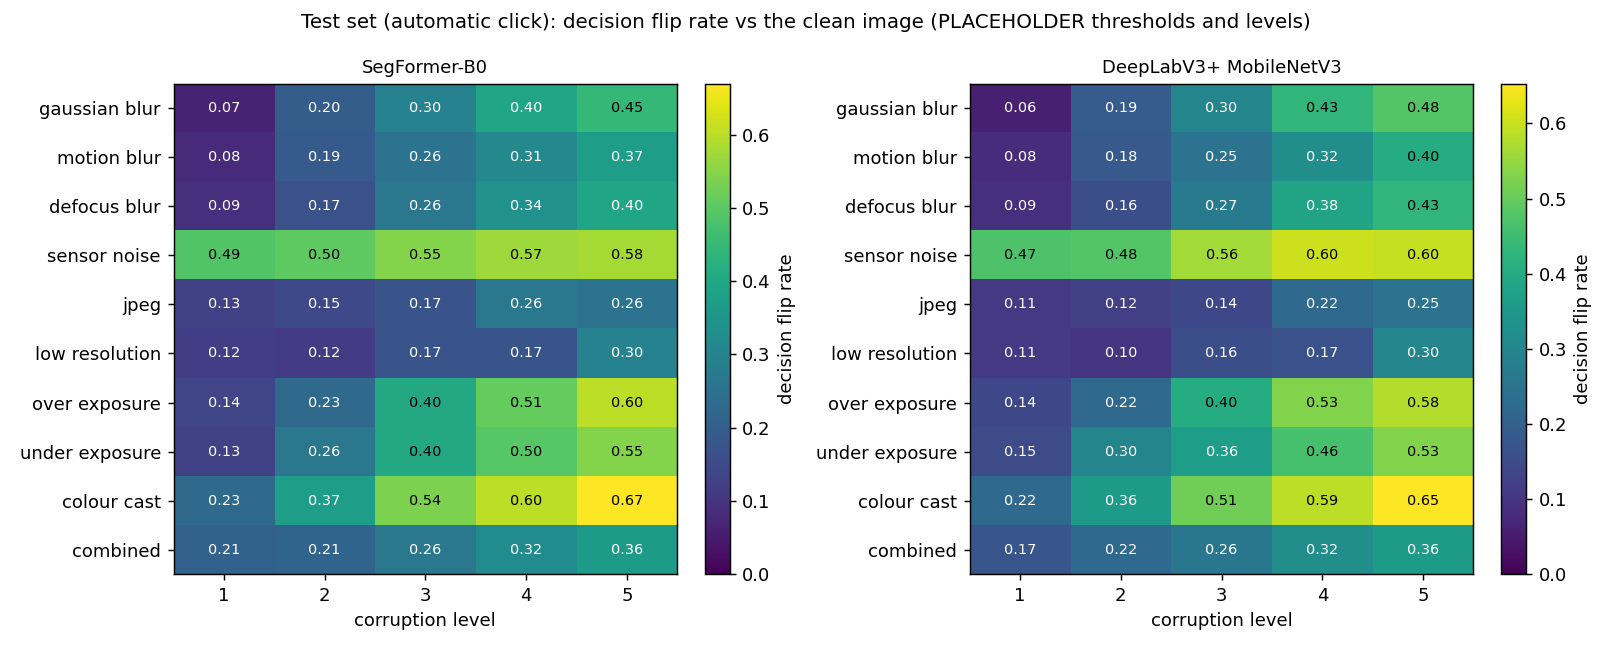 Test set (automatic click): decision flip rate vs the clean image (PLACEHOLDER thresholds and levels)
SegFormer-B0
gaussian blur 0.07 0.20 0.30 0.40 0.45
motion blur 0.08 0.19 0.26 0.31 0.37
defocus blur 0.09 0.17 0.26 0.34 0.40
sensor noise 0.49 0.50 0.55 0.57 0.58
jpeg 0.13 0.15 0.17 0.26 0.26
low resolution 0.12 0.12 0.17 0.17 0.30
over exposure 0.14 0.23 0.40 0.51 0.60
under exposure 0.13 0.26 0.40 0.50 0.55
colour cast 0.23 0.37 0.54 0.60 0.67
combined 0.21 0.21 0.26 0.32 0.36
1 2 3 4 5
corruption level
0.6
0.5
0.4
0.3
0.2
0.1
0.0
decision flip rate
DeepLabV3+ MobileNetV3
gaussian blur 0.06 0.19 0.30 0.43 0.48
motion blur 0.08 0.18 0.25 0.32 0.40
defocus blur 0.09 0.16 0.27 0.38 0.43
sensor noise 0.47 0.48 0.56 0.60 0.60
jpeg 0.11 0.12 0.14 0.22 0.25
low resolution 0.11 0.10 0.16 0.17 0.30
over exposure 0.14 0.22 0.40 0.53 0.58
under exposure 0.15 0.30 0.36 0.46 0.53
colour cast 0.22 0.36 0.51 0.59 0.65
combined 0.17 0.22 0.26 0.32 0.36
1 2 3 4 5
corruption level
0.6
0.5
0.4
0.3
0.2
0.1
0.0
decision flip rate